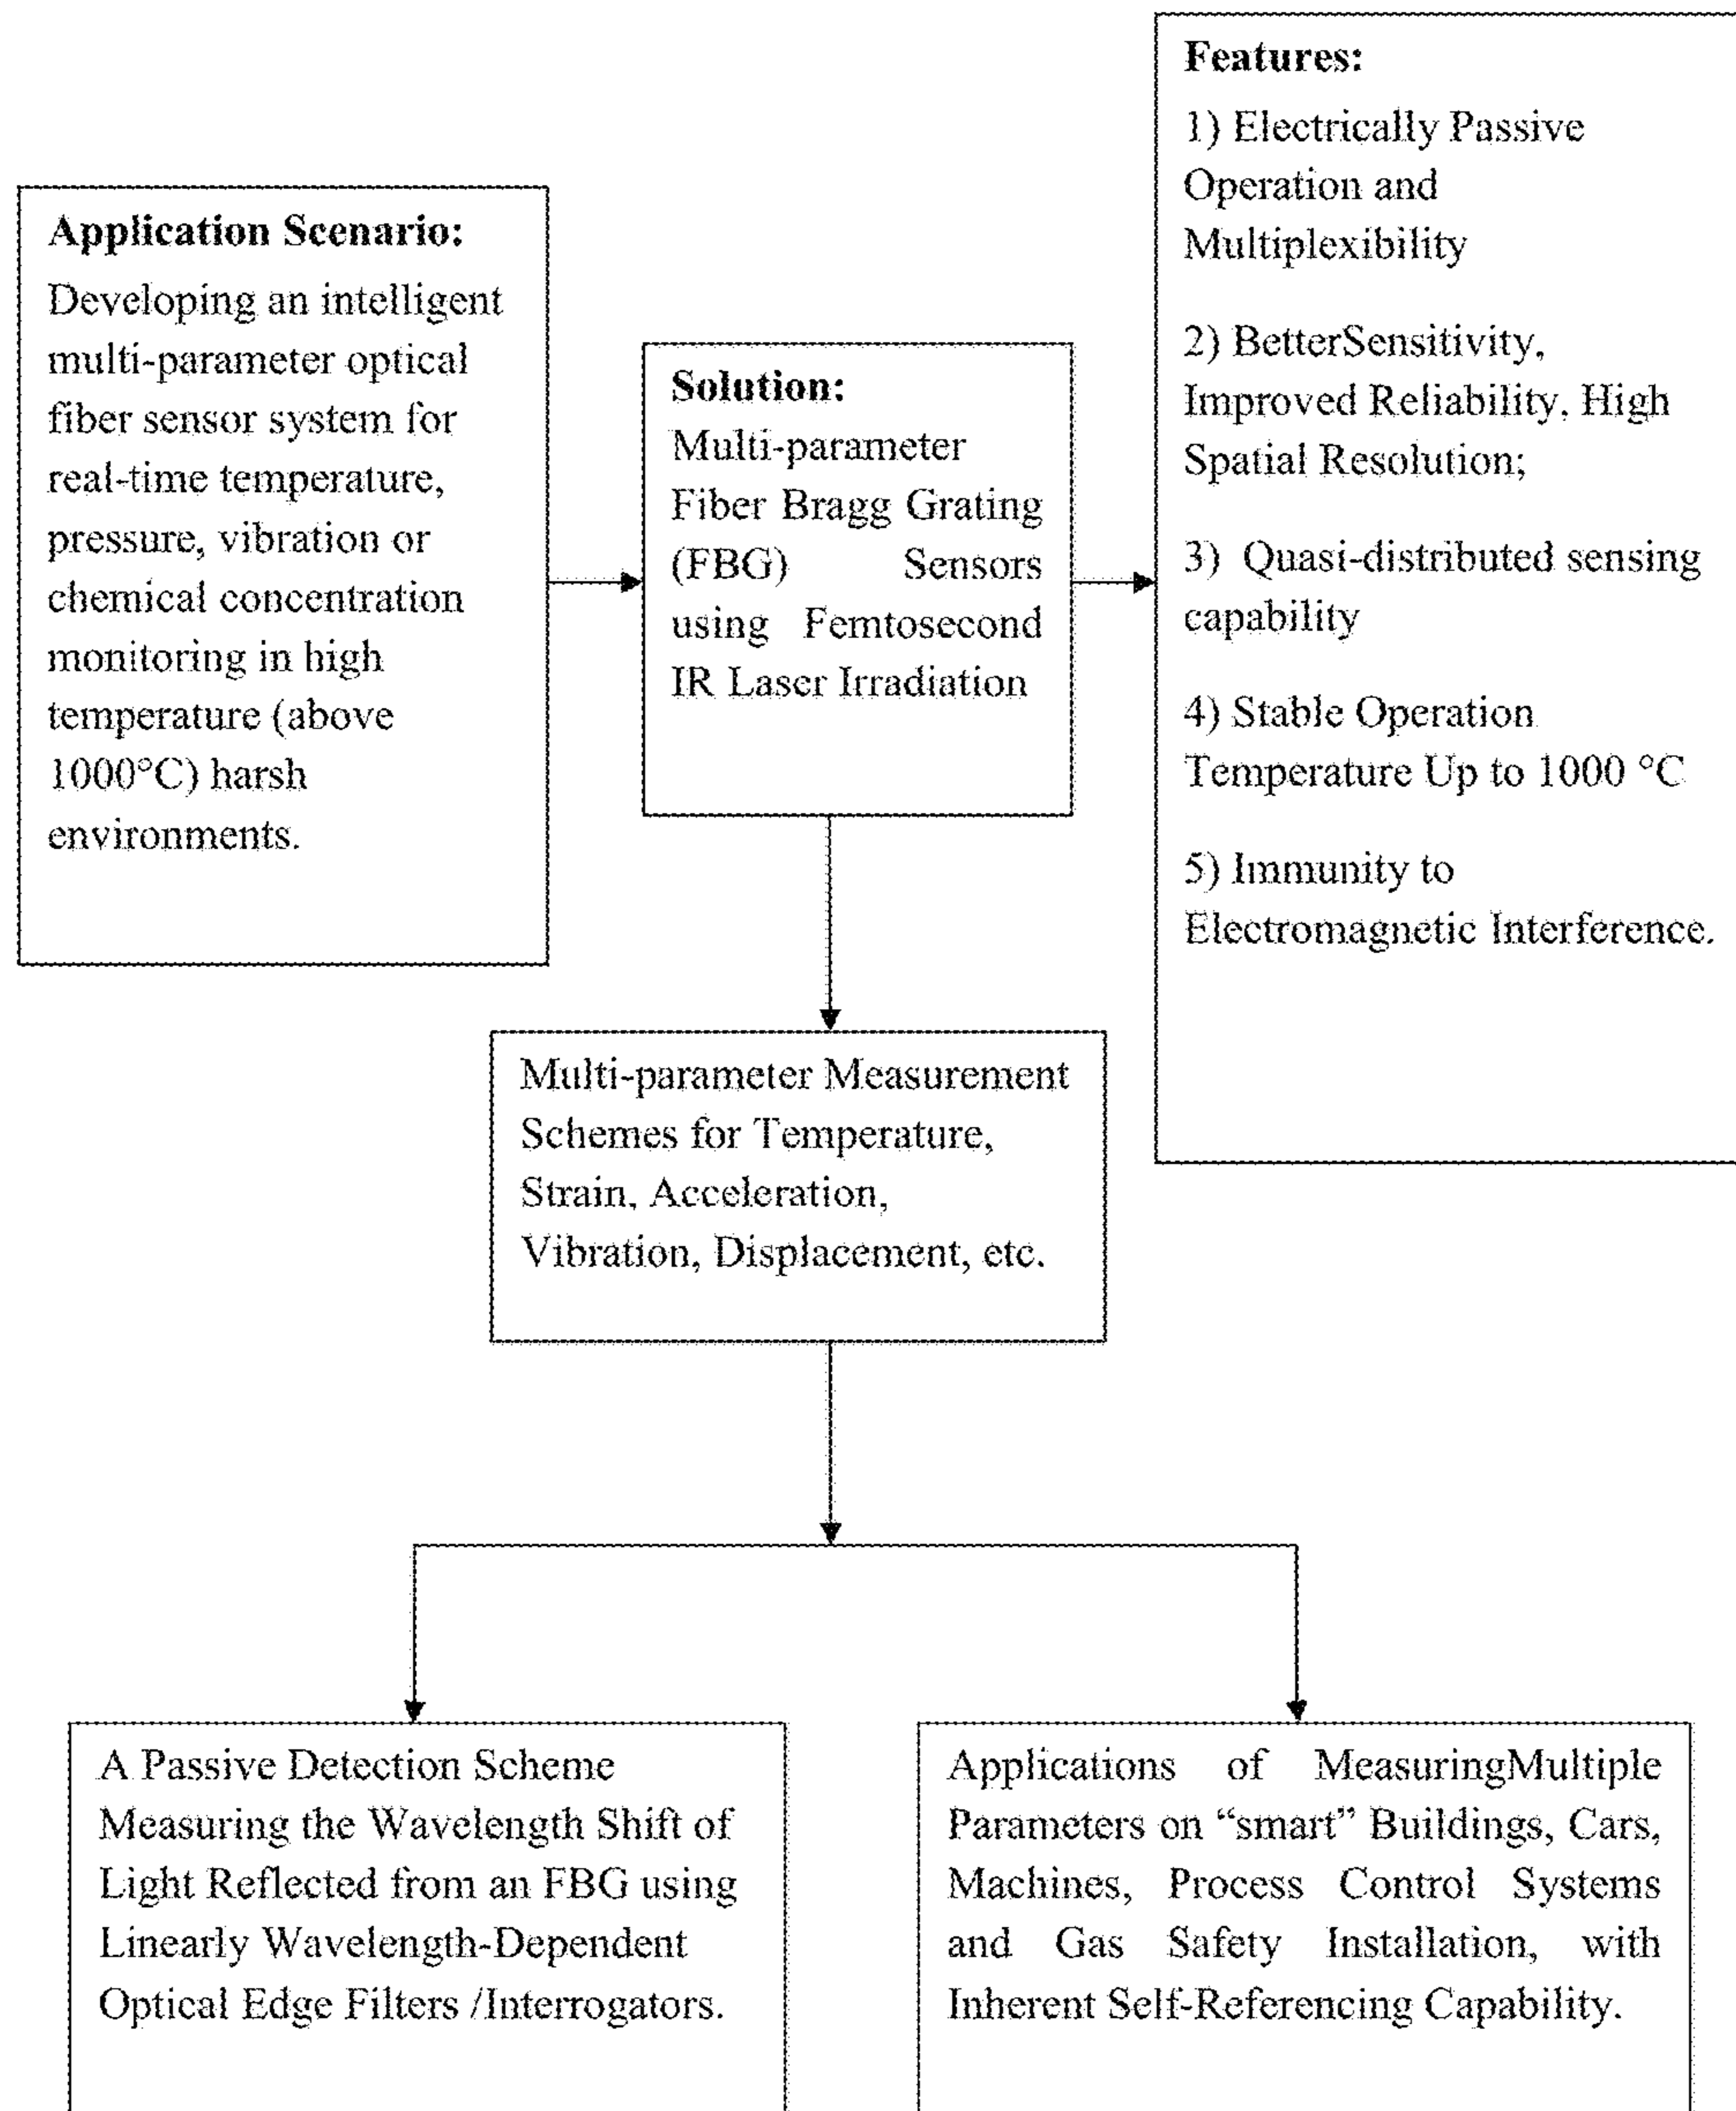 Application Scenario:
Developing an intelligent
multi-parameter optical
fiber sensor system for
real-time temperature,
pressure, vibration or
chemical concentration
monitoring in high
temperature (above
1000°C) harsh
environments.
Solution:
Multi-parameter
Fiber Bragg Grating
(FBG) Sensors
using Femtosecond
IR Laser Irradiation
Features:
1) Electrically Passive
Operation and
Multiplexibility
2) BetterSensitivity,
Improved Reliability, High
Spatial Resolution;
3) Quasi-distributed sensing
capability
4) Stable Operation
Temperature Up to 1000 °C
5) Immunity to
Electromagnetic Interference.
Multi-parameter Measurement
Schemes for Temperature,
Strain, Acceleration,
Vibration, Displacement, etc.
A Passive Detection Scheme
Measuring the Wavelength Shift of
Light Reflected from an FBG using
Linearly Wavelength-Dependent
Optical Edge Filters /Interrogators.
Applications of MeasuringMultiple
Parameters on “smart” Buildings, Cars,
Machines, Process Control Systems
and Gas Safety Installation, with
Inherent Self-Referencing Capability.